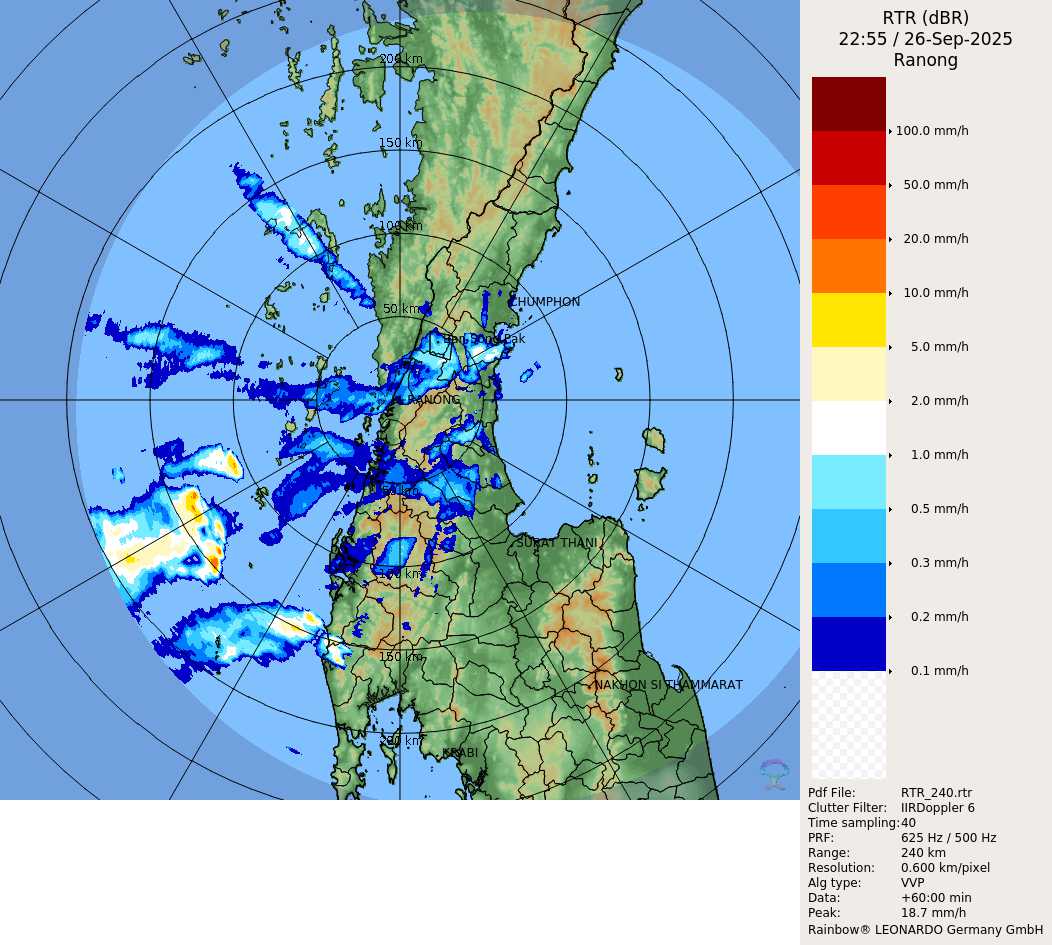 200 km
150 km
100 km
CHUMPHON
50 km
Ban Song Pak
RANONG
50 km
SURAT THANI
100 km
150 km
NAKHON SI THAMMARAT
200 km
KRABI
RTR (dBR)
22:55 / 26-Sep-2025
Ranong
100.0 mm/h
50.0 mm/h
20.0 mm/h
10.0 mm/h
5.0 mm/h
2.0 mm/h
1.0 mm/h
0.5 mm/h
0.3 mm/h
0.2 mm/h
0.1 mm/h
Pdf File: RTR_240.rtr
Clutter Filter: IIRDoppler 6
Time sampling:40
PRF: 625 Hz / 500 Hz
Range: 240 km
Resolution: 0.600 km/pixel
Alg type: VVP
Data: +60:00 min
Peak: 18.7 mm/h
Rainbow® LEONARDO Germany GmbH